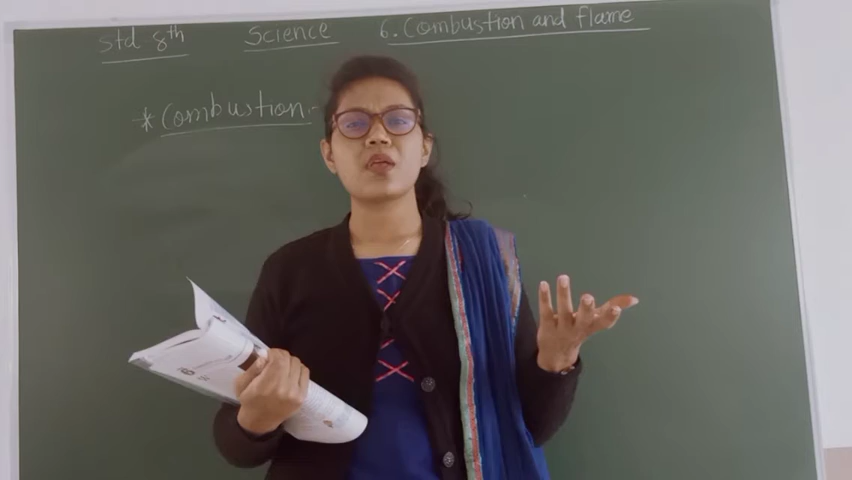 Std 8th Science 6. Combustion and flame
* Combustion :-